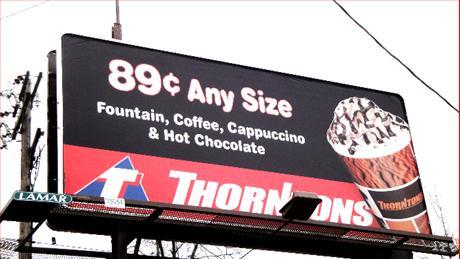 89¢ Any Size
Fountain, Coffee, Cappuccino
& Hot Chocolate
T THORNTONS
THORNTONS
LAMAR